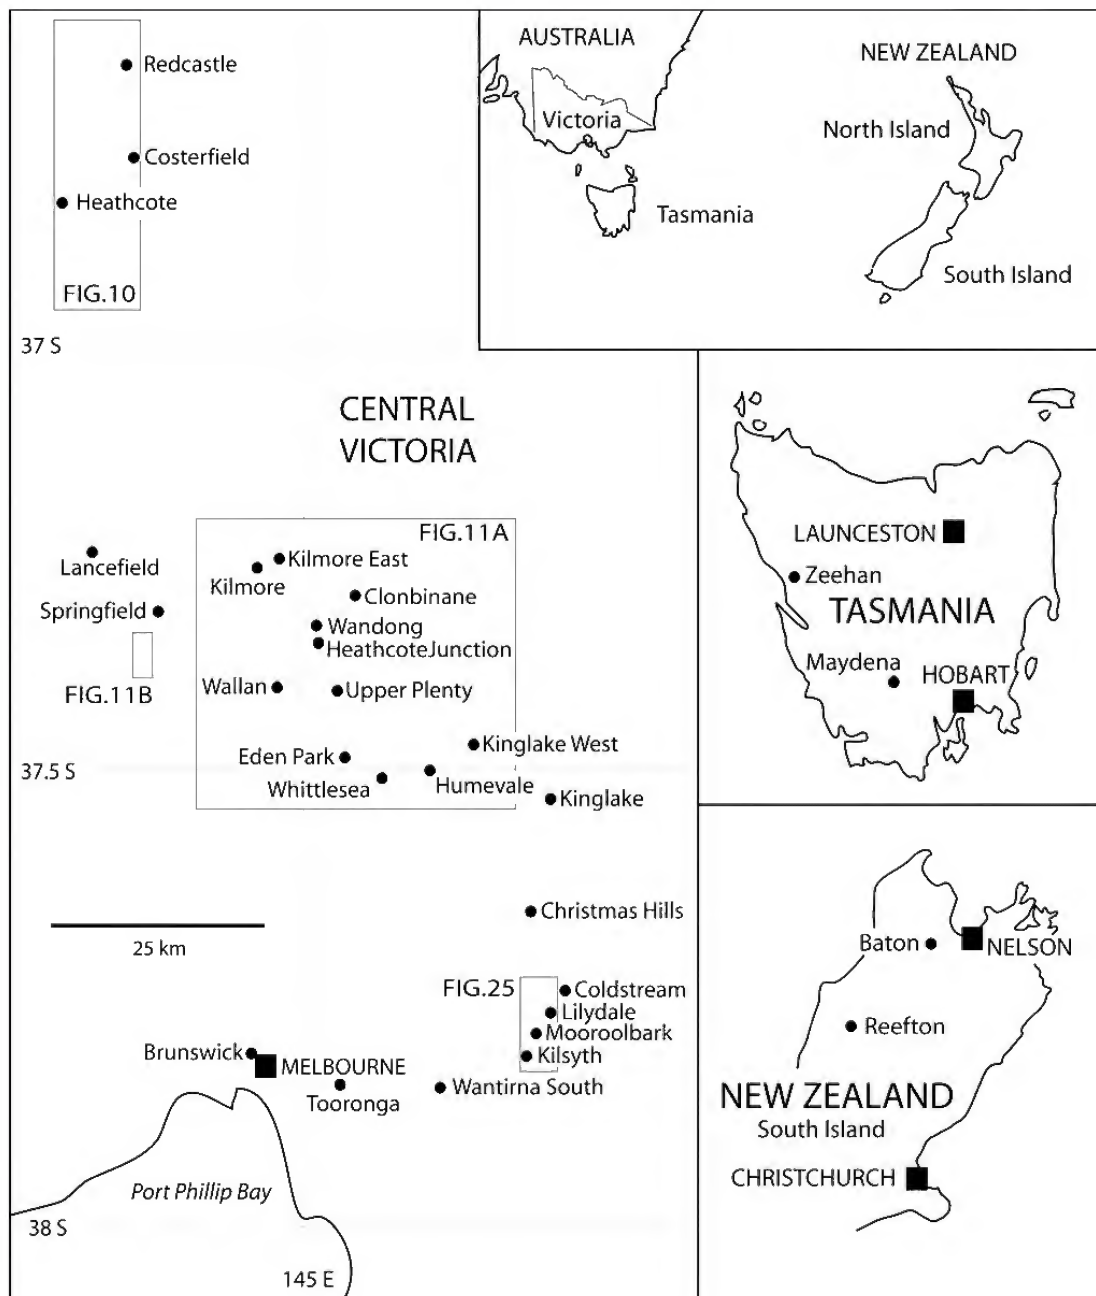 Redcastle
Costerfield
Heathcote
FIG.10
37 S
AUSTRALIA
Victoria
Tasmania
NEW ZEALAND
North Island
South Island
CENTRAL
VICTORIA
FIG.11A
Lancefield
Kilmore East
Kilmore
Springfield
Clonbinane
Wandong
HeathcoteJunction
FIG.11B
Wallan
Upper Plenty
Kinglake West
Eden Park
37.5 S
Whittlesea
Humevale
Kinglake
25 km
Christmas Hills
FIG.25
Coldstream
Lilydale
Mooroolbark
Kilsyth
Brunswick
MELBOURNE
Tooronga
Wantirna South
Port Phillip Bay
38 S
145 E
LAUNCESTON
Zeehan
TASMANIA
Maydena
HOBART
Baton
NELSON
Reefton
NEW ZEALAND
South Island
CHRISTCHURCH